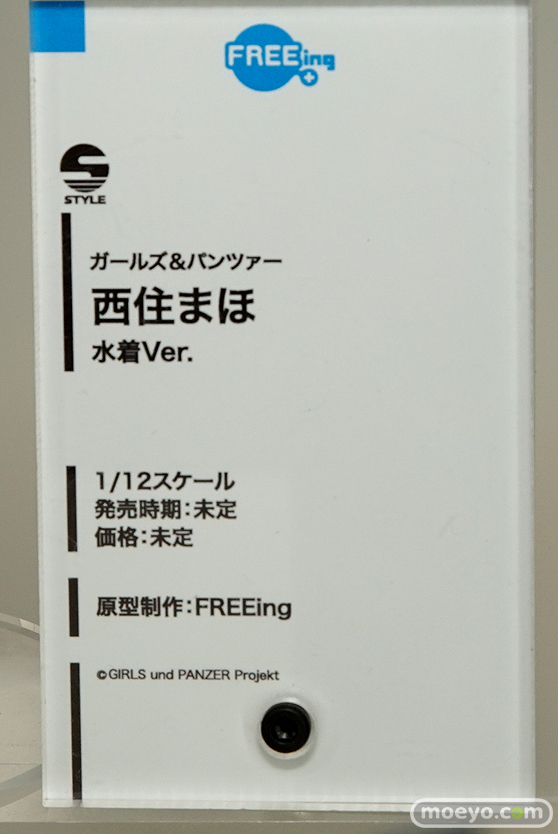 FREEing
S
STYLE
ガールズ&パンツァー
西住まほ
水着Ver.
1/12スケール
発売時期:未定
価格:未定
原型制作:FREEing
©GIRLS und PANZER Projekt
moeyo.com